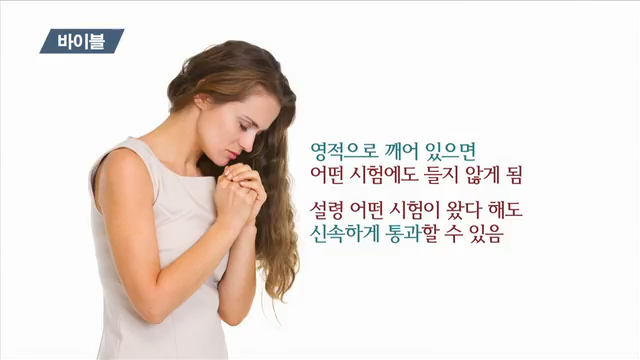 바이블
영적으로 깨어 있으면
어떤 시험에도 들지 않게 됨
설령 어떤 시험이 왔다 해도
신속하게 통과할 수 있음